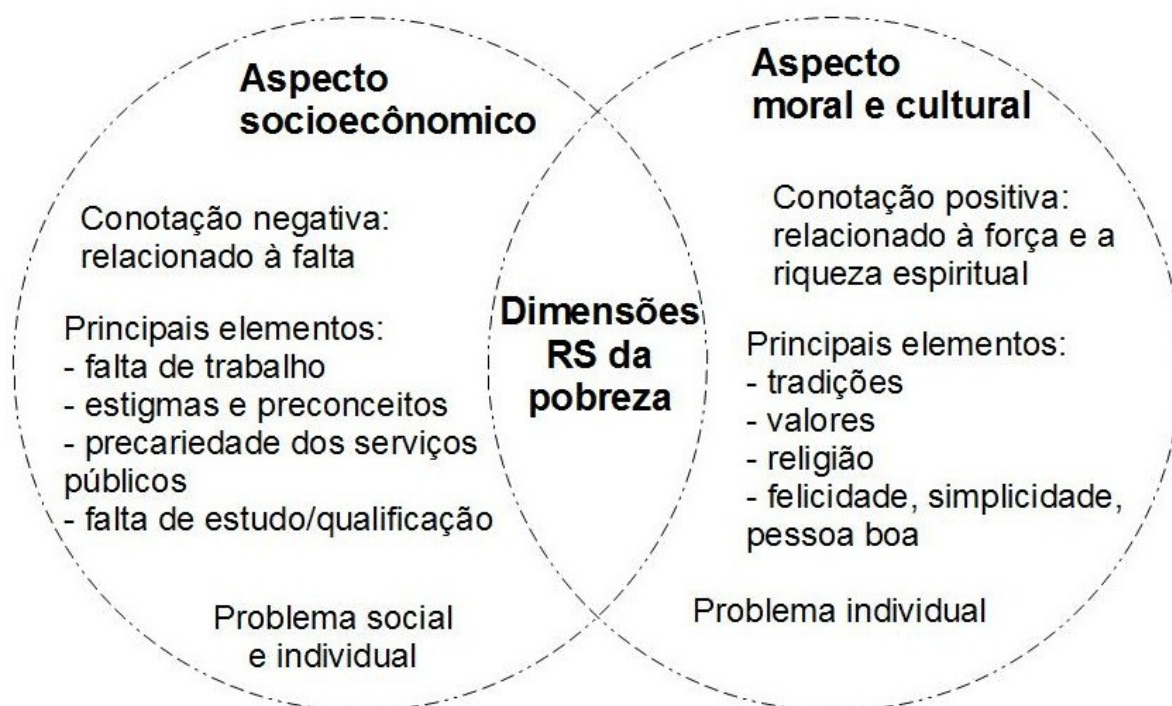 Aspecto
socioecônomico
Conotação negativa:
relacionado à falta
Principais elementos:
- falta de trabalho
- estigmas e preconceitos
- precariedade dos serviços
públicos
- falta de estudo/qualificação
Problema social
e individual
Dimensões
RS da
pobreza
Aspecto
moral e cultural
Conotação positiva:
relacionado à força e a
riqueza espiritual
Principais elementos:
- tradições
- valores
- religião
- felicidade, simplicidade,
pessoa boa
Problema individual